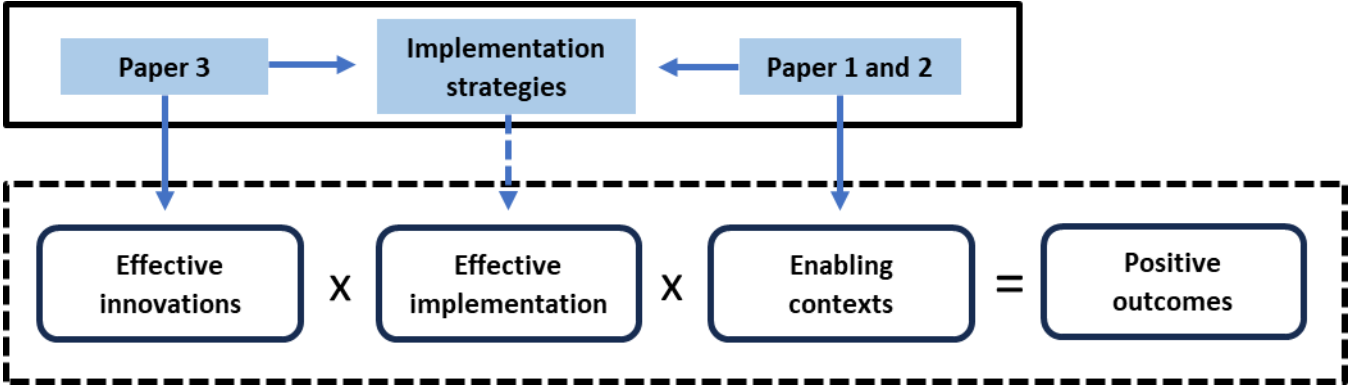 Paper 3
Implementation
strategies
Paper 1 and 2
Effective
innovations
x
Effective
implementation
x
Enabling
contexts
=
Positive
outcomes